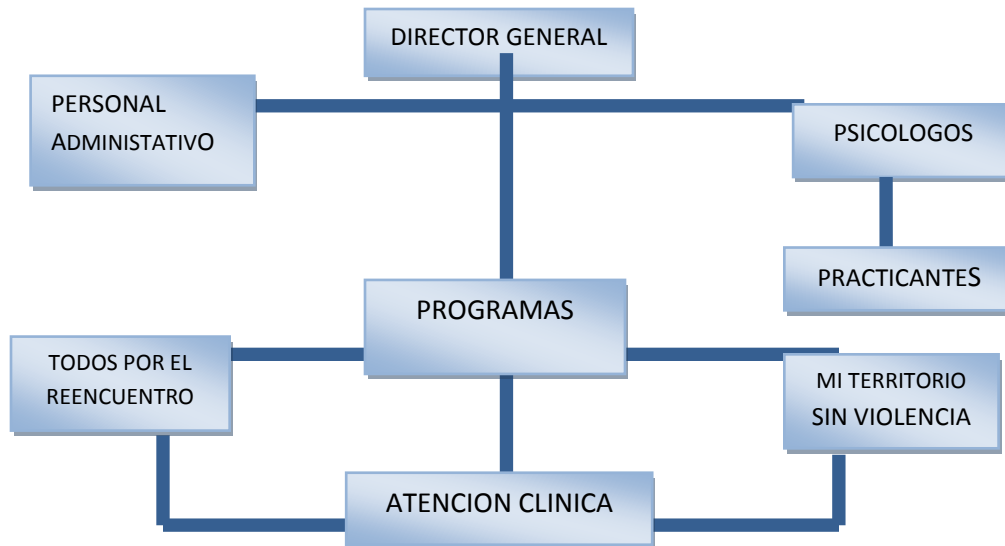 DIRECTOR GENERAL
PERSONAL
ADMINISTATIVO
PSICOLOGOS
PRACTICANTES
PROGRAMAS
TODOS POR EL
REENCUENTRO
MI TERRITORIO
SIN VIOLENCIA
ATENCION CLINICA